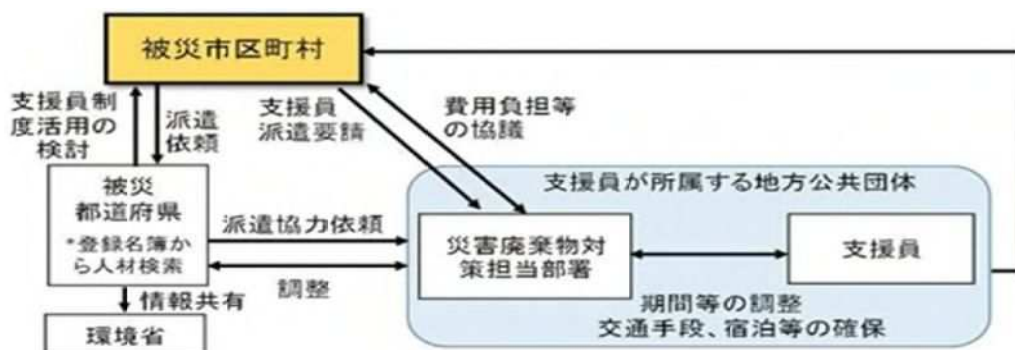 被災市区町村
支援員制
度活用の
検討
派遣
依頼
支援員
派遣要請
費用負担等
の協議
被災
都道府県
*登録名簿か
ら人材検索
派遣協力依頼
調整
情報共有
環境省
支援員が所属する地方公共団体
災害廃棄物対
策担当部署
支援員
期間等の調整
交通手段、宿泊等の確保